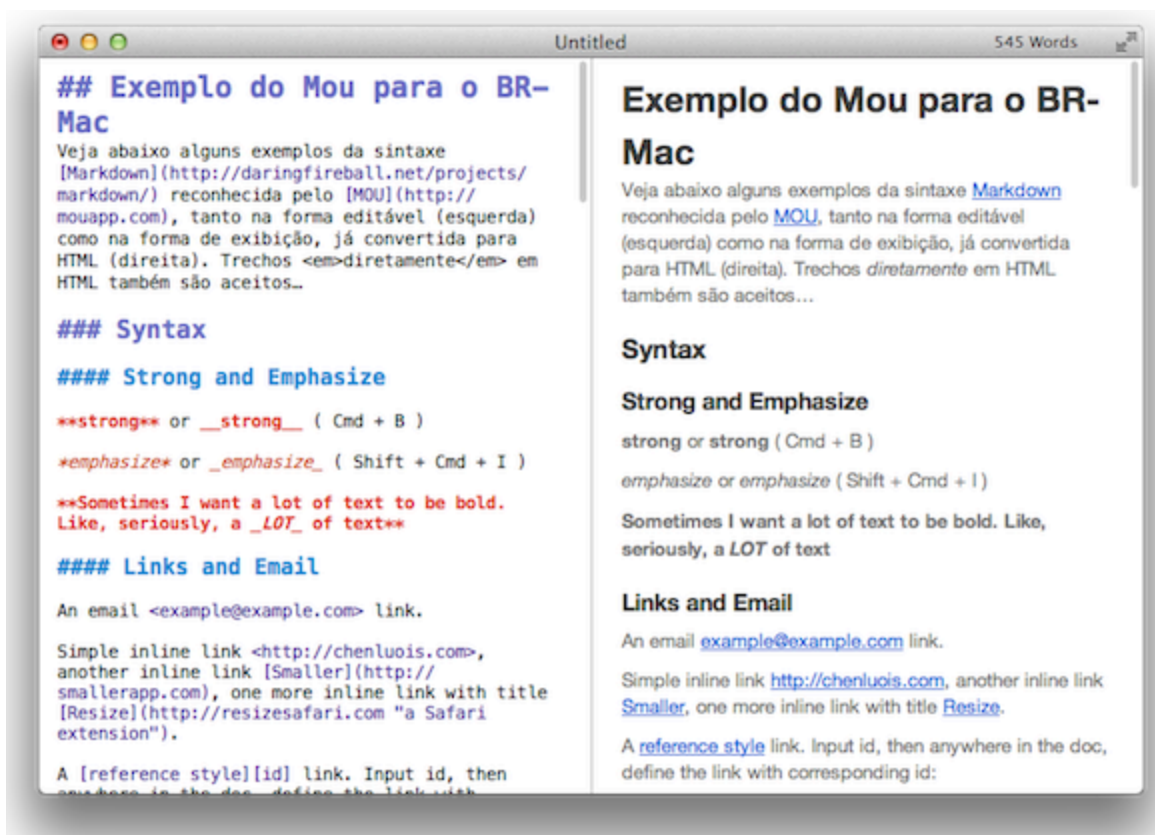 Untitled
545 Words
## Exemplo do Mou para o BR-
Mac
Veja abaixo alguns exemplos da sintaxe
[Markdown](http://daringfireball.net/projects/
markdown/) reconhecida pelo [MOU](http://
mouapp.com), tanto na forma editável (esquerda)
como na forma de exibição, já convertida para
HTML (direita). Trechos <em>diretamente</em> em
HTML também são aceitos…
### Syntax
#### Strong and Emphasize
**strong** or __strong__ ( Cmd + B )
*emphasize* or _emphasize_ ( Shift + Cmd + I )
**Sometimes I want a lot of text to be bold.
Like, seriously, a _LOT_ of text**
#### Links and Email
An email <example@example.com> link.
Simple inline link <http://chenluois.com>,
another inline link [Smaller](http://
smallerapp.com), one more inline link with title
[Resize](http://resizesafari.com "a Safari
extension").
A [reference style][id] link. Input id, then
anywhere in the doc, define the link with
Exemplo do Mou para o BR-
Mac
Veja abaixo alguns exemplos da sintaxe Markdown
reconhecida pelo MOU, tanto na forma editável
(esquerda) como na forma de exibição, já convertida
para HTML (direita). Trechos diretamente em HTML
também são aceitos…
Syntax
Strong and Emphasize
strong or strong ( Cmd + B )
emphasize or emphasize ( Shift + Cmd + I )
Sometimes I want a lot of text to be bold. Like,
seriously, a LOT of text
Links and Email
An email example@example.com link.
Simple inline link http://chenluois.com, another inline link
Smaller, one more inline link with title Resize.
A reference style link. Input id, then anywhere in the doc,
define the link with corresponding id: